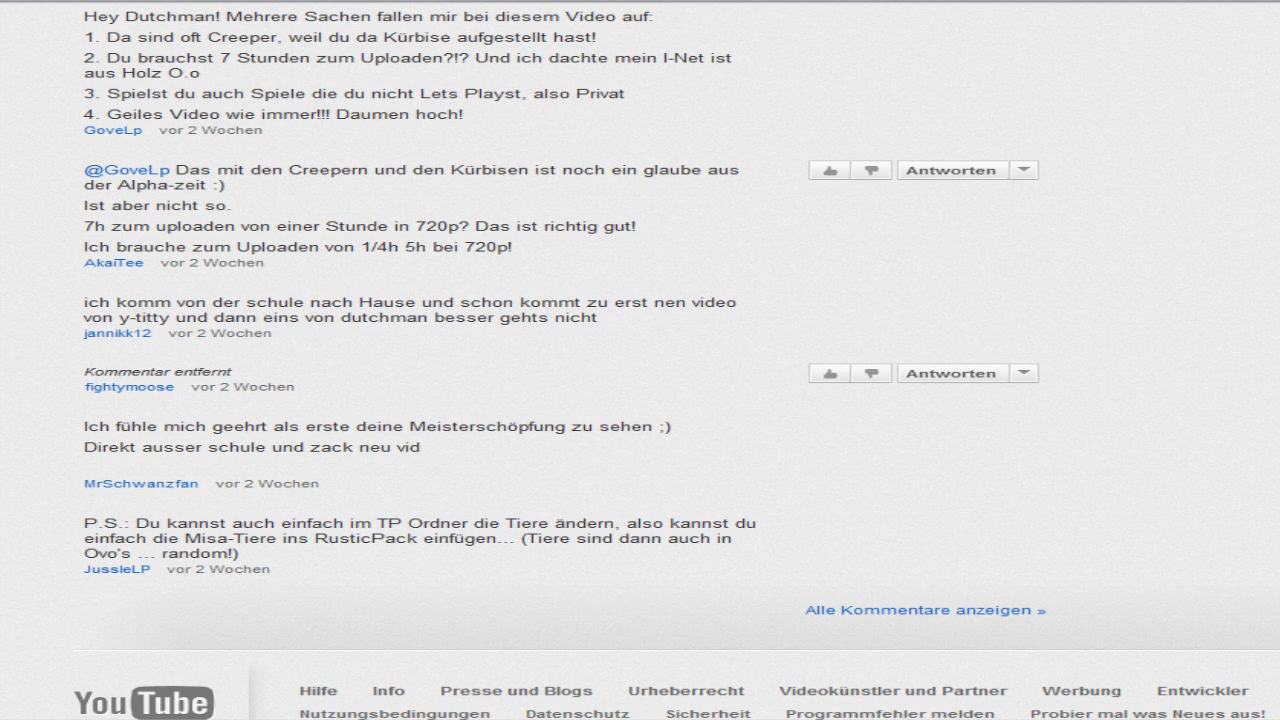 Hey Dutchman! Mehrere Sachen fallen mir bei diesem Video auf:
1. Da sind oft Creeper, weil du da Kürbise aufgestellt hast!
2. Du brauchst 7 Stunden zum Uploaden?!? Und ich dachte mein I-Net ist
aus Holz O.o
3. Spielst du auch Spiele die du nicht Lets Playst, also Privat
4. Geiles Video wie immer!!! Daumen hoch!
GoveLp vor 2 Wochen
@GoveLp Das mit den Creepern und den Kürbisen ist noch ein glaube aus
der Alpha-zeit :)
Antworten
Ist aber nicht so.
7h zum uploaden von einer Stunde in 720p? Das ist richtig gut!
Ich brauche zum Uploaden von 1/4h 5h bei 720p!
AkaiTee vor 2 Wochen
ich komm von der schule nach Hause und schon kommt zu erst nen video
von y-titty und dann eins von dutchman besser gehts nicht
jannikk12 vor 2 Wochen
Kommentar entfernt
Antworten
fightymoose vor 2 Wochen
Ich fühle mich geehrt als erste deine Meisterschöpfung zu sehen ;)
Direkt ausser schule und zack neu vid
MrSchwanzfan vor 2 Wochen
P.S.: Du kannst auch einfach im TP Ordner die Tiere ändern, also kannst du
einfach die Misa-Tiere ins RusticPack einfügen... (Tiere sind dann auch in
Ovo's ... random!)
JussieLP vor 2 Wochen
Alle Kommentare anzeigen »
YouTube
Hilfe Info Presse und Blogs Urheberrecht Videokünstler und Partner Werbung Entwickler
Nutzungsbedingungen Datenschutz Sicherheit Programmfehler melden Probier mal was Neues aus!